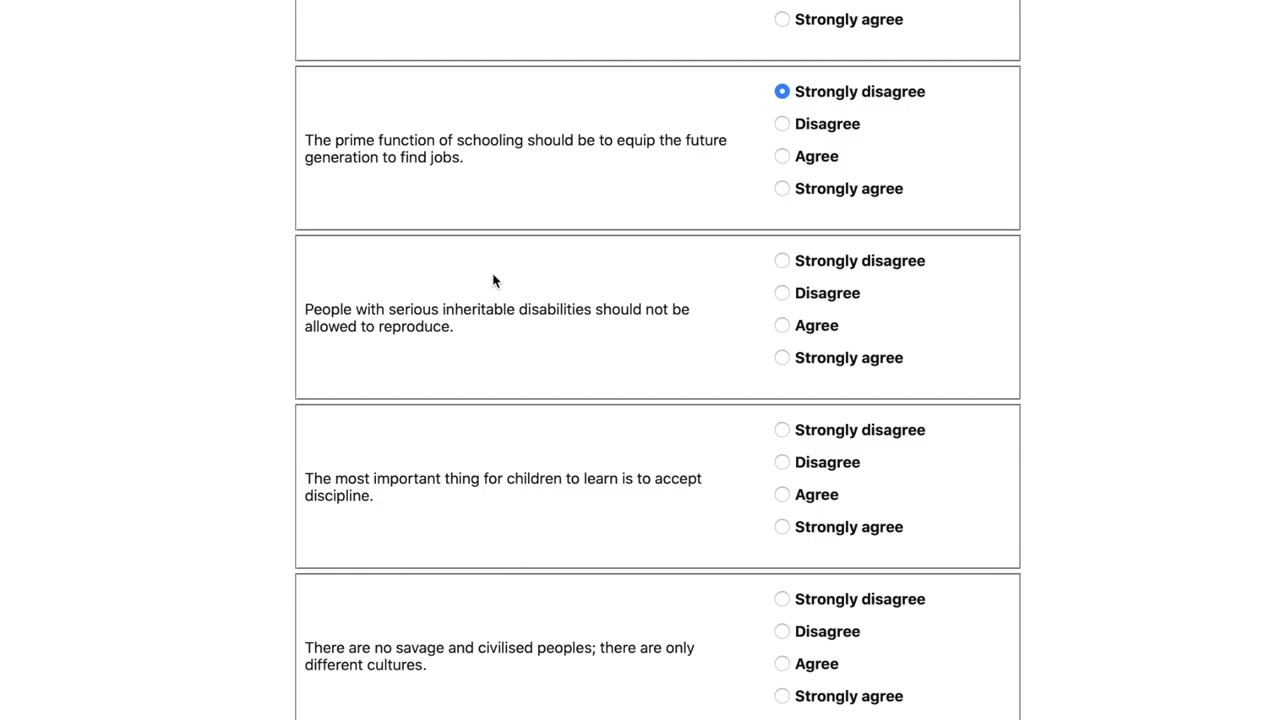 Strongly agree
The prime function of schooling should be to equip the future
generation to find jobs.
Strongly disagree
Disagree
Agree
Strongly agree
People with serious inheritable disabilities should not be
allowed to reproduce.
Strongly disagree
Disagree
Agree
Strongly agree
The most important thing for children to learn is to accept
discipline.
Strongly disagree
Disagree
Agree
Strongly agree
There are no savage and civilised peoples; there are only
different cultures.
Strongly disagree
Disagree
Agree
Strongly agree